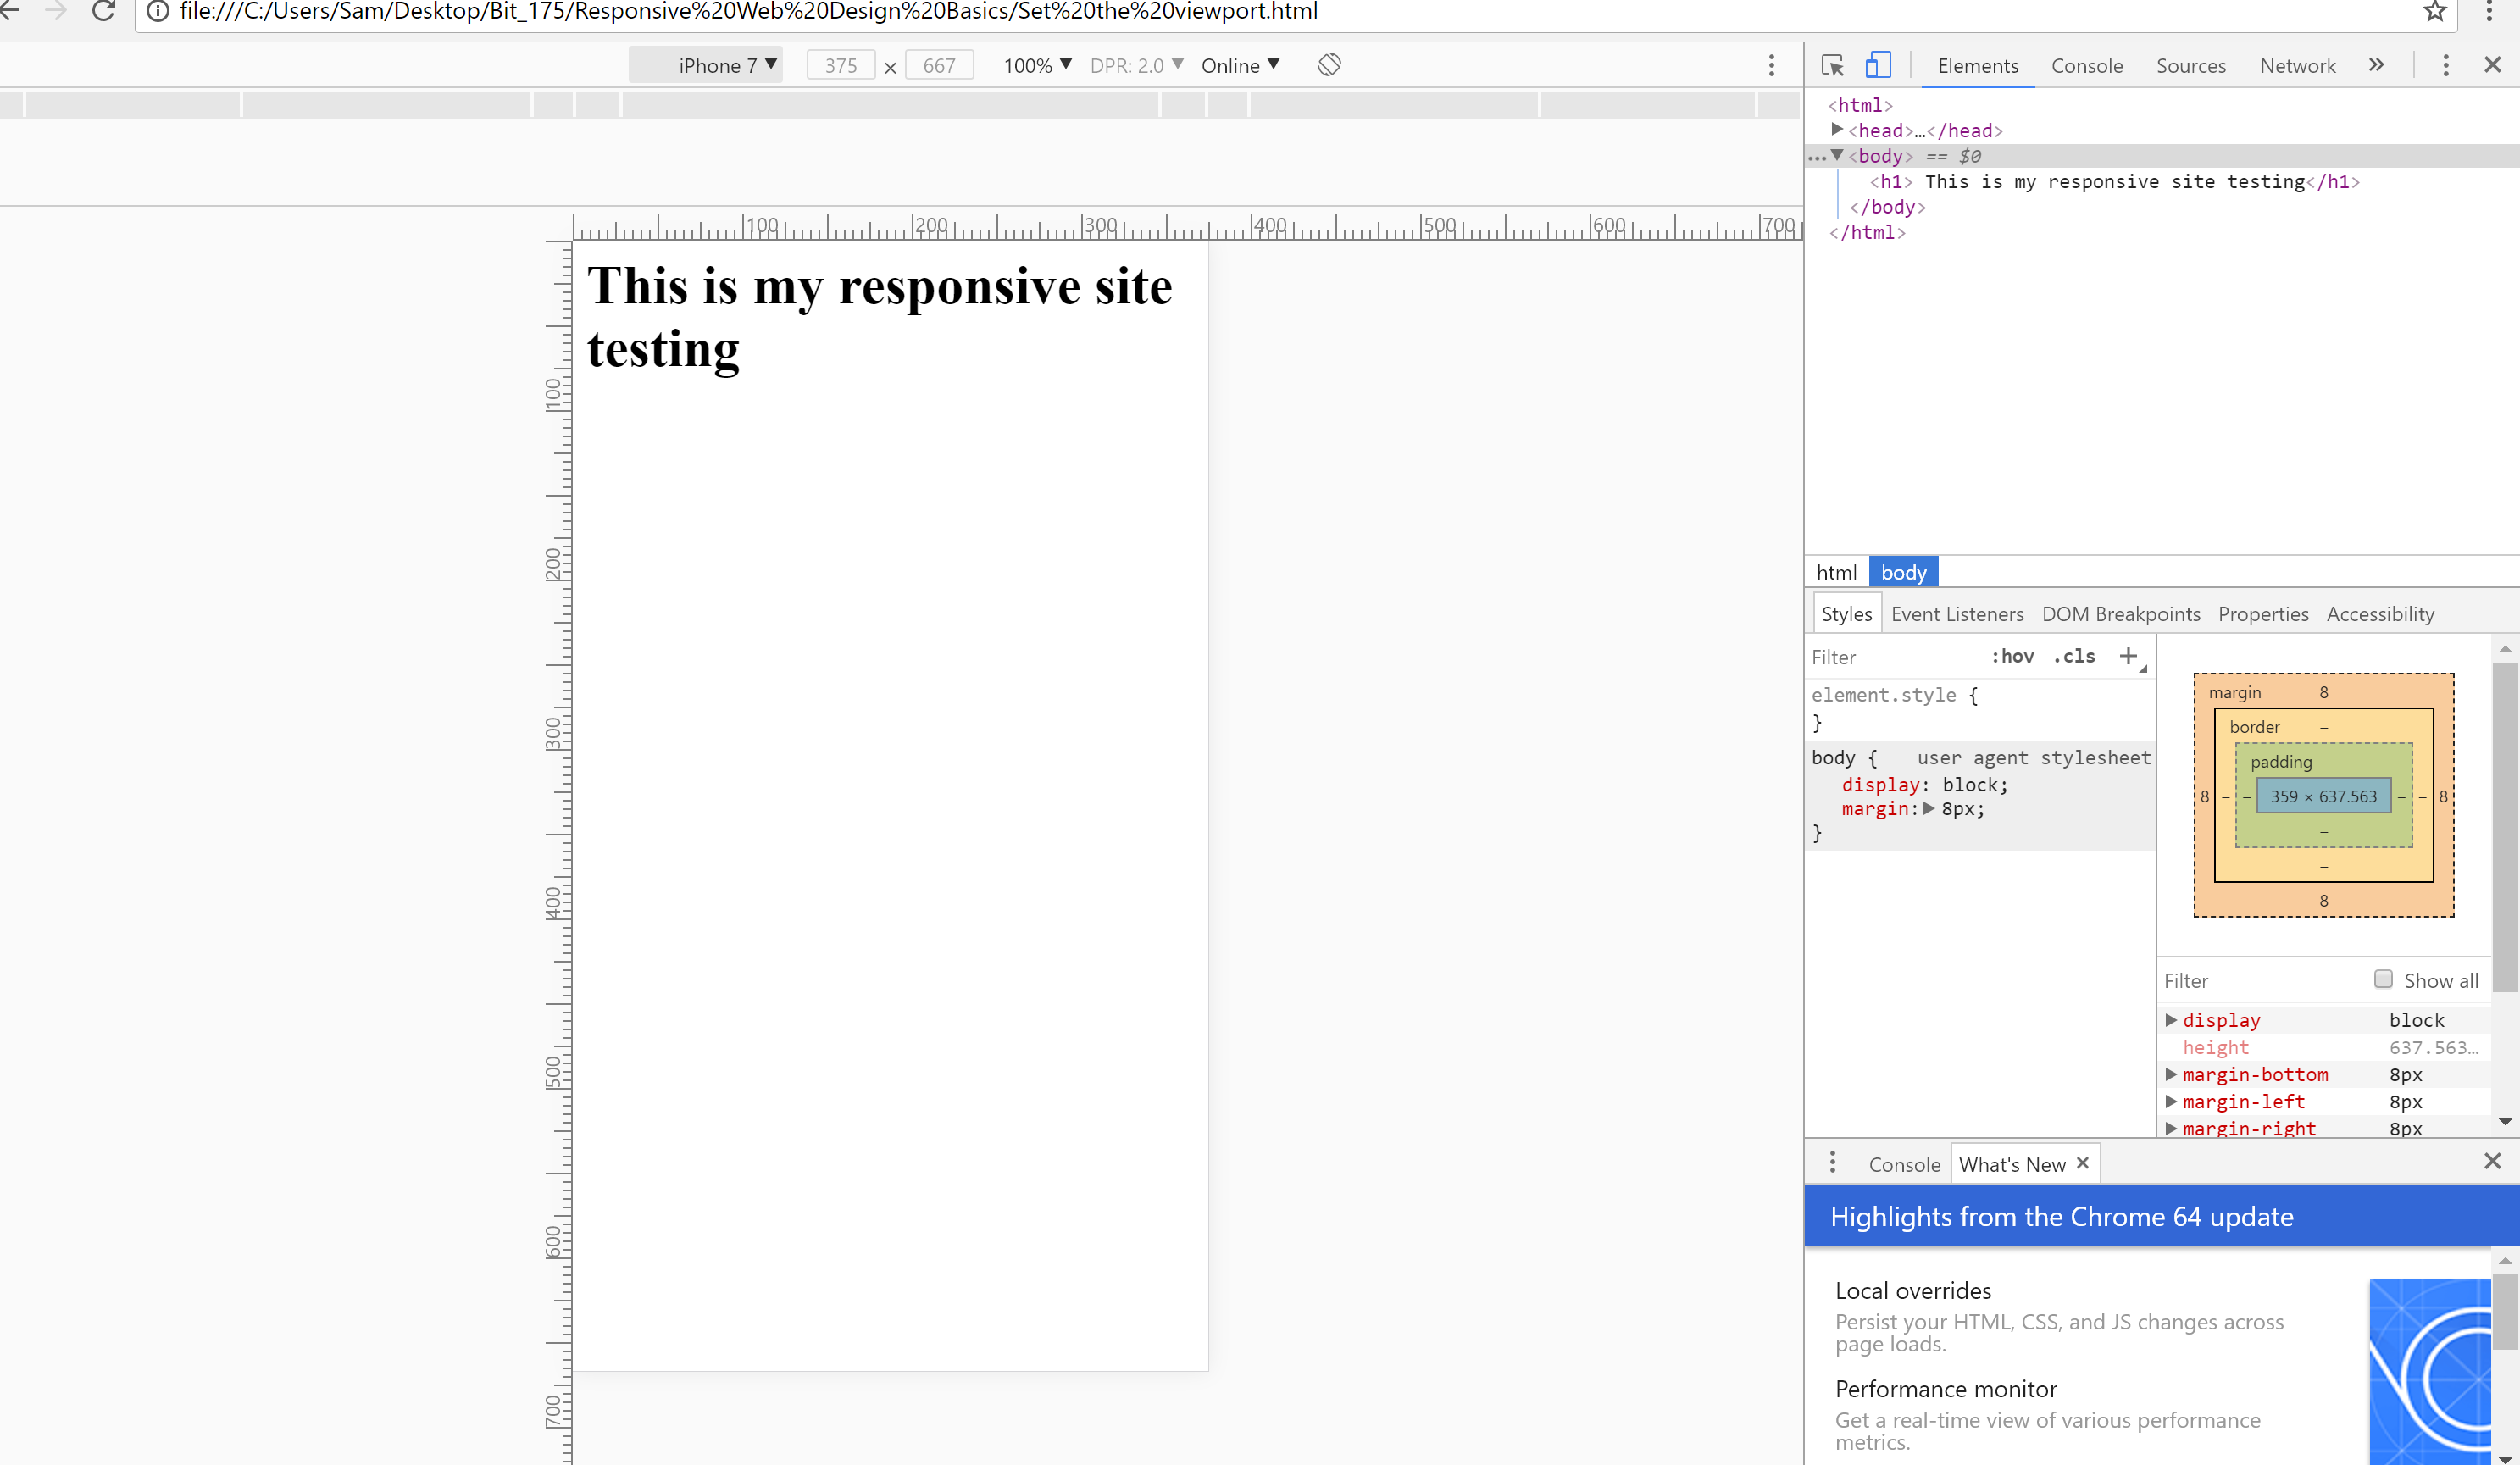 file:///C:/Users/Sam/Desktop/Bit_175/Responsive%20Web%20Design%20Basics/Set%20the%20viewport.html
iPhone 7 375 × 667 100% DPR: 2.0 Online
Elements Console Sources Network »
<html>
<head>…</head>
… <body> == $0
<h1> This is my responsive site testing</h1>
</body>
</html>
100 200 300 400 500 600 700
This is my responsive site
testing
100
200
300
400
500
600
700
html body
Styles Event Listeners DOM Breakpoints Properties Accessibility
Filter :hov .cls +
element.style {
}
body { user agent stylesheet
display: block;
margin: 8px;
}
margin 8
border –
padding –
8 – – 359 × 637.563 – – 8
–
–
8
Filter Show all
display block
height 637.563…
margin-bottom 8px
margin-left 8px
margin-right 8px
Console What's New ×
Highlights from the Chrome 64 update
Local overrides
Persist your HTML, CSS, and JS changes across
page loads.
Performance monitor
Get a real-time view of various performance
metrics.